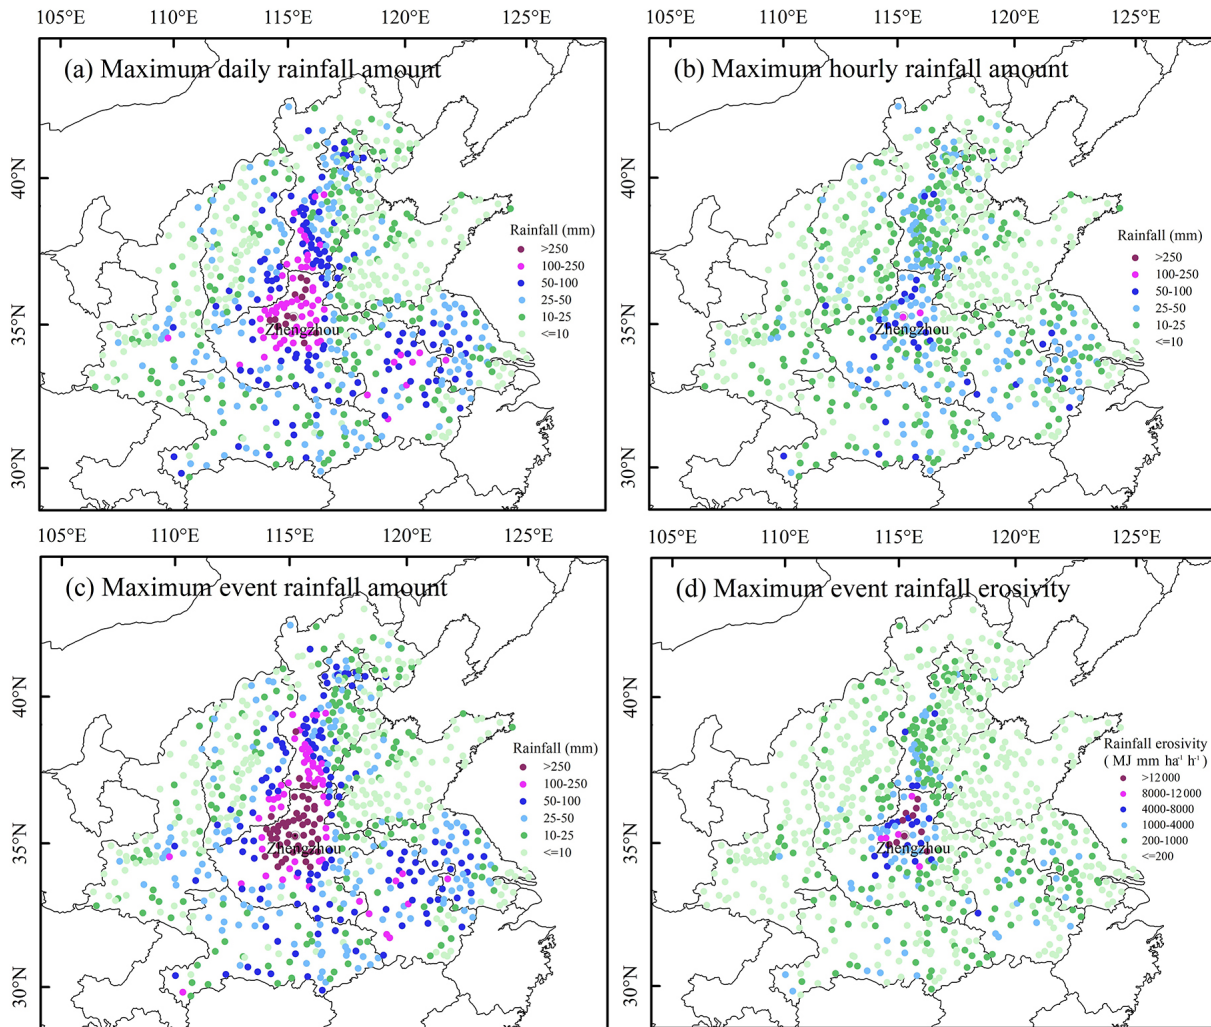 105°E 110°E 115°E 120°E 125°E
105°E 110°E 115°E 120°E 125°E
(a) Maximum daily rainfall amount
40°N
35°N
30°N
Zhengzhou
Rainfall (mm)
>250
100-250
50-100
25-50
10-25
<=10
(b) Maximum hourly rainfall amount
40°N
35°N
30°N
Zhengzhou
Rainfall (mm)
>250
100-250
50-100
25-50
10-25
<=10
105°E 110°E 115°E 120°E 125°E
105°E 110°E 115°E 120°E 125°E
(c) Maximum event rainfall amount
40°N
35°N
30°N
Zhengzhou
Rainfall (mm)
>250
100-250
50-100
25-50
10-25
<=10
(d) Maximum event rainfall erosivity
40°N
35°N
30°N
Zhengzhou
Rainfall erosivity
( MJ mm ha⁻¹ h⁻¹ )
>12000
8000-12000
4000-8000
1000-4000
200-1000
<=200